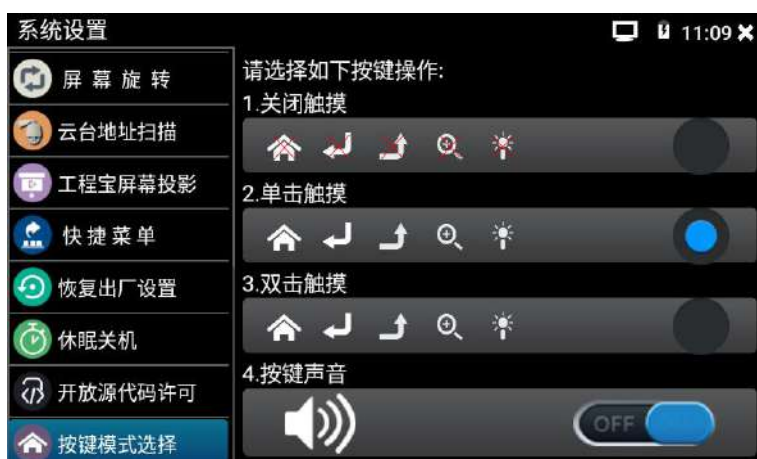 系统设置
11:09
屏幕旋转
云台地址扫描
工程宝屏幕投影
快捷菜单
恢复出厂设置
休眠关机
开放源代码许可
按键模式选择
请选择如下按键操作:
1.关闭触摸
2.单击触摸
3.双击触摸
4.按键声音
OFF